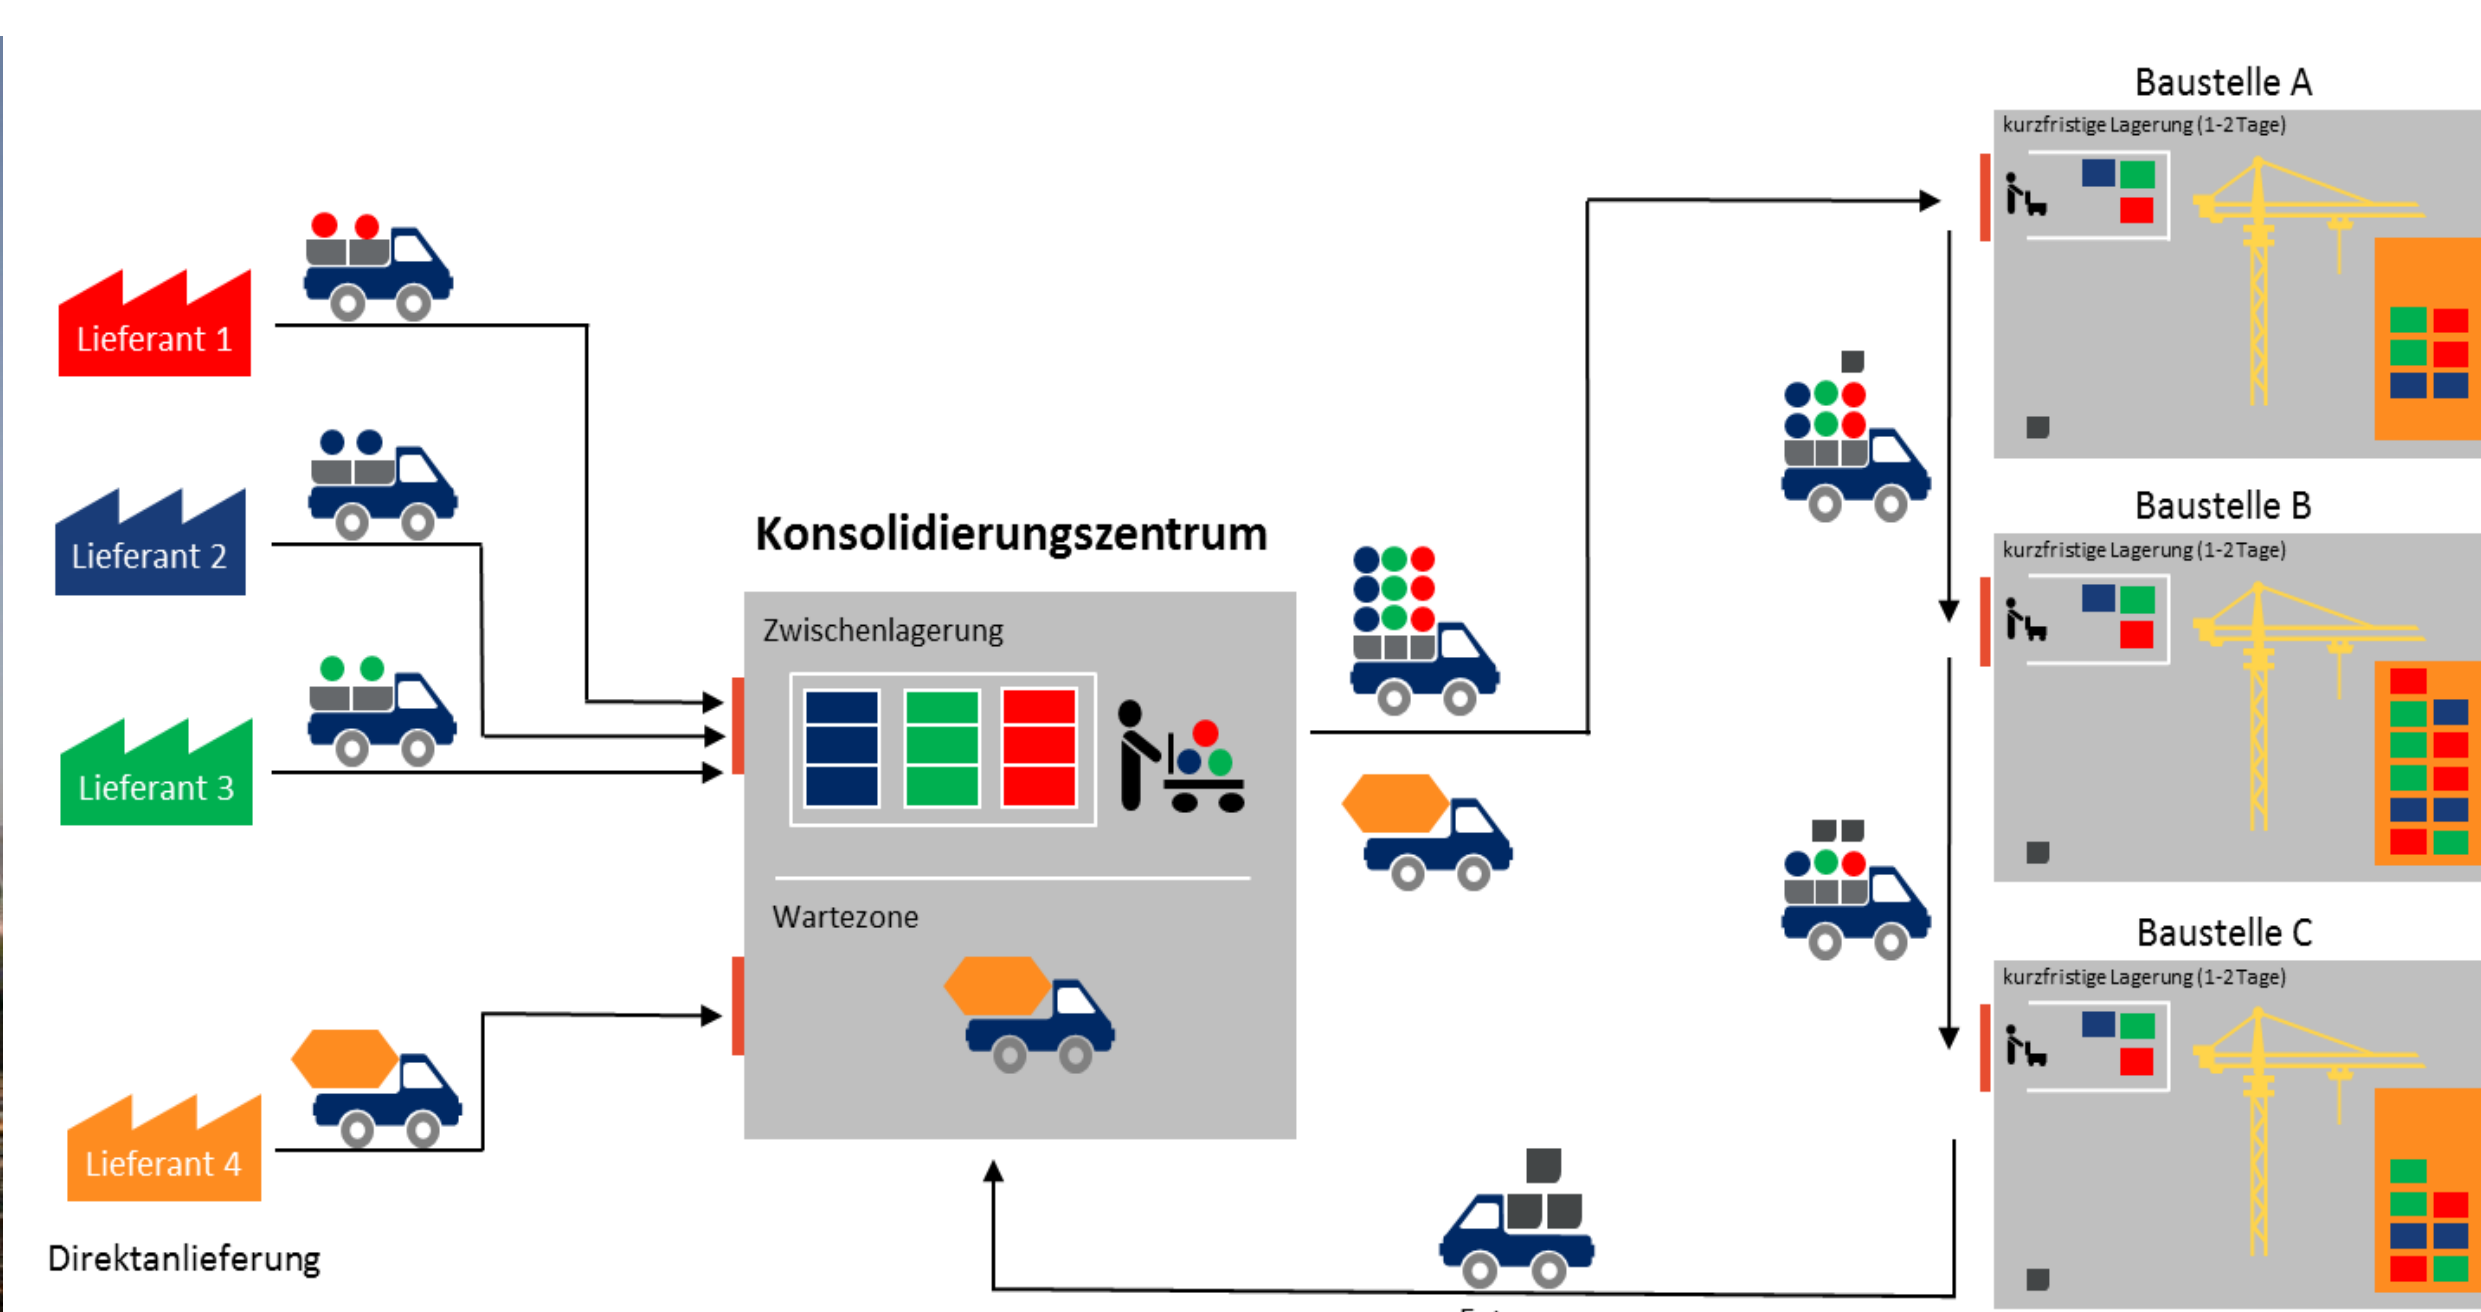 Baustelle A
kurzfristige Lagerung (1-2 Tage)
Lieferant 1
Lieferant 2
Baustelle B
Konsolidierungszentrum
kurzfristige Lagerung (1-2 Tage)
Zwischenlagerung
Lieferant 3
Wartezone
Baustelle C
kurzfristige Lagerung (1-2 Tage)
Lieferant 4
Direktanlieferung